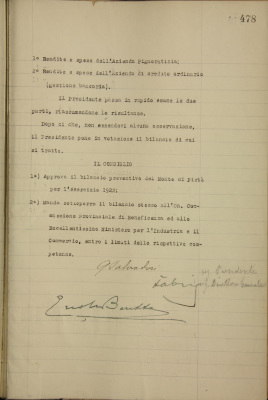 478
1° Rendite e spese dell'Azienda Pignoratizia;
2° Rendite e spese dell'Azienda di credito ordinario
(gestione bancaria).
Il Presidente passa in rapido esame le due
parti, riassumendone le risultanze.
Dopo di che, non essendovi alcuna osservazione,
il Presidente pone in votazione il bilancio di cui
si tratta.
IL CONSIGLIO
1°) Approva il bilancio preventivo del Monte di Pietà
per l'esercizio 1928;
2°) Manda sottoporre il bilancio stesso all'On. Com-
missione Provinciale di Beneficenza ed alle
Eccellentissimo Ministero per l'Industria e il
Commercio, entro i limiti delle rispettive com-
petenze.